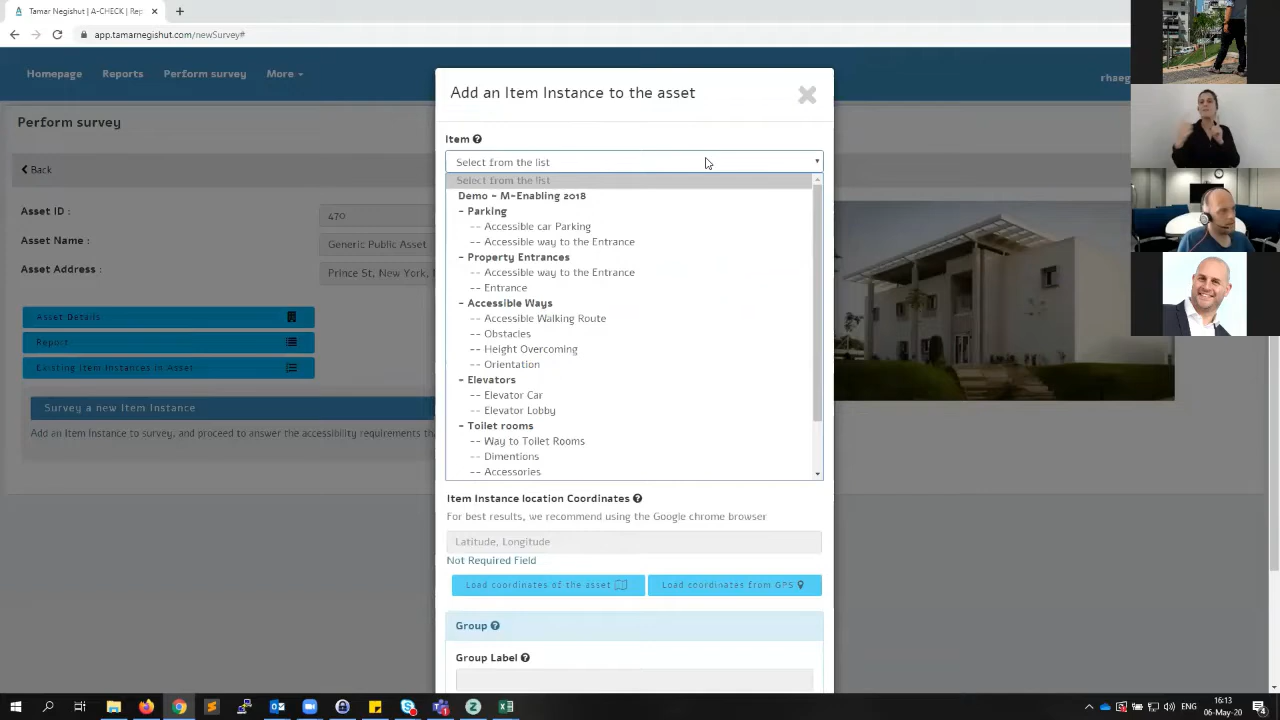 Tamar Negishut | A-CHECK | Rep
app.tamarnegishut.com/newSurvey#
Homepage
Reports
Perform survey
More
rhaeg
Perform survey
Back
Asset ID :
470
Asset Name :
Generic Public Asset
Asset Address :
Prince St, New York,
Asset Details
Report
Existing Item Instances in Asset
Survey a new Item Instance
Add an Item Instance to survey, and proceed to answer the accessibility requirements
Add an Item Instance to the asset
Item
Select from the list
Select from the list
Demo - M-Enabling 2018
- Parking
-- Accessible car Parking
-- Accessible way to the Entrance
- Property Entrances
-- Accessible way to the Entrance
-- Entrance
- Accessible Ways
-- Accessible Walking Route
-- Obstacles
-- Height Overcoming
-- Orientation
- Elevators
-- Elevator Car
-- Elevator Lobby
- Toilet rooms
-- Way to Toilet Rooms
-- Dimentions
-- Accessories
Item Instance location Coordinates
For best results, we recommend using the Google chrome browser
Latitude, Longitude
Not Required Field
Load coordinates of the asset
Load coordinates from GPS
Group
Group Label
16:13
06-May-20